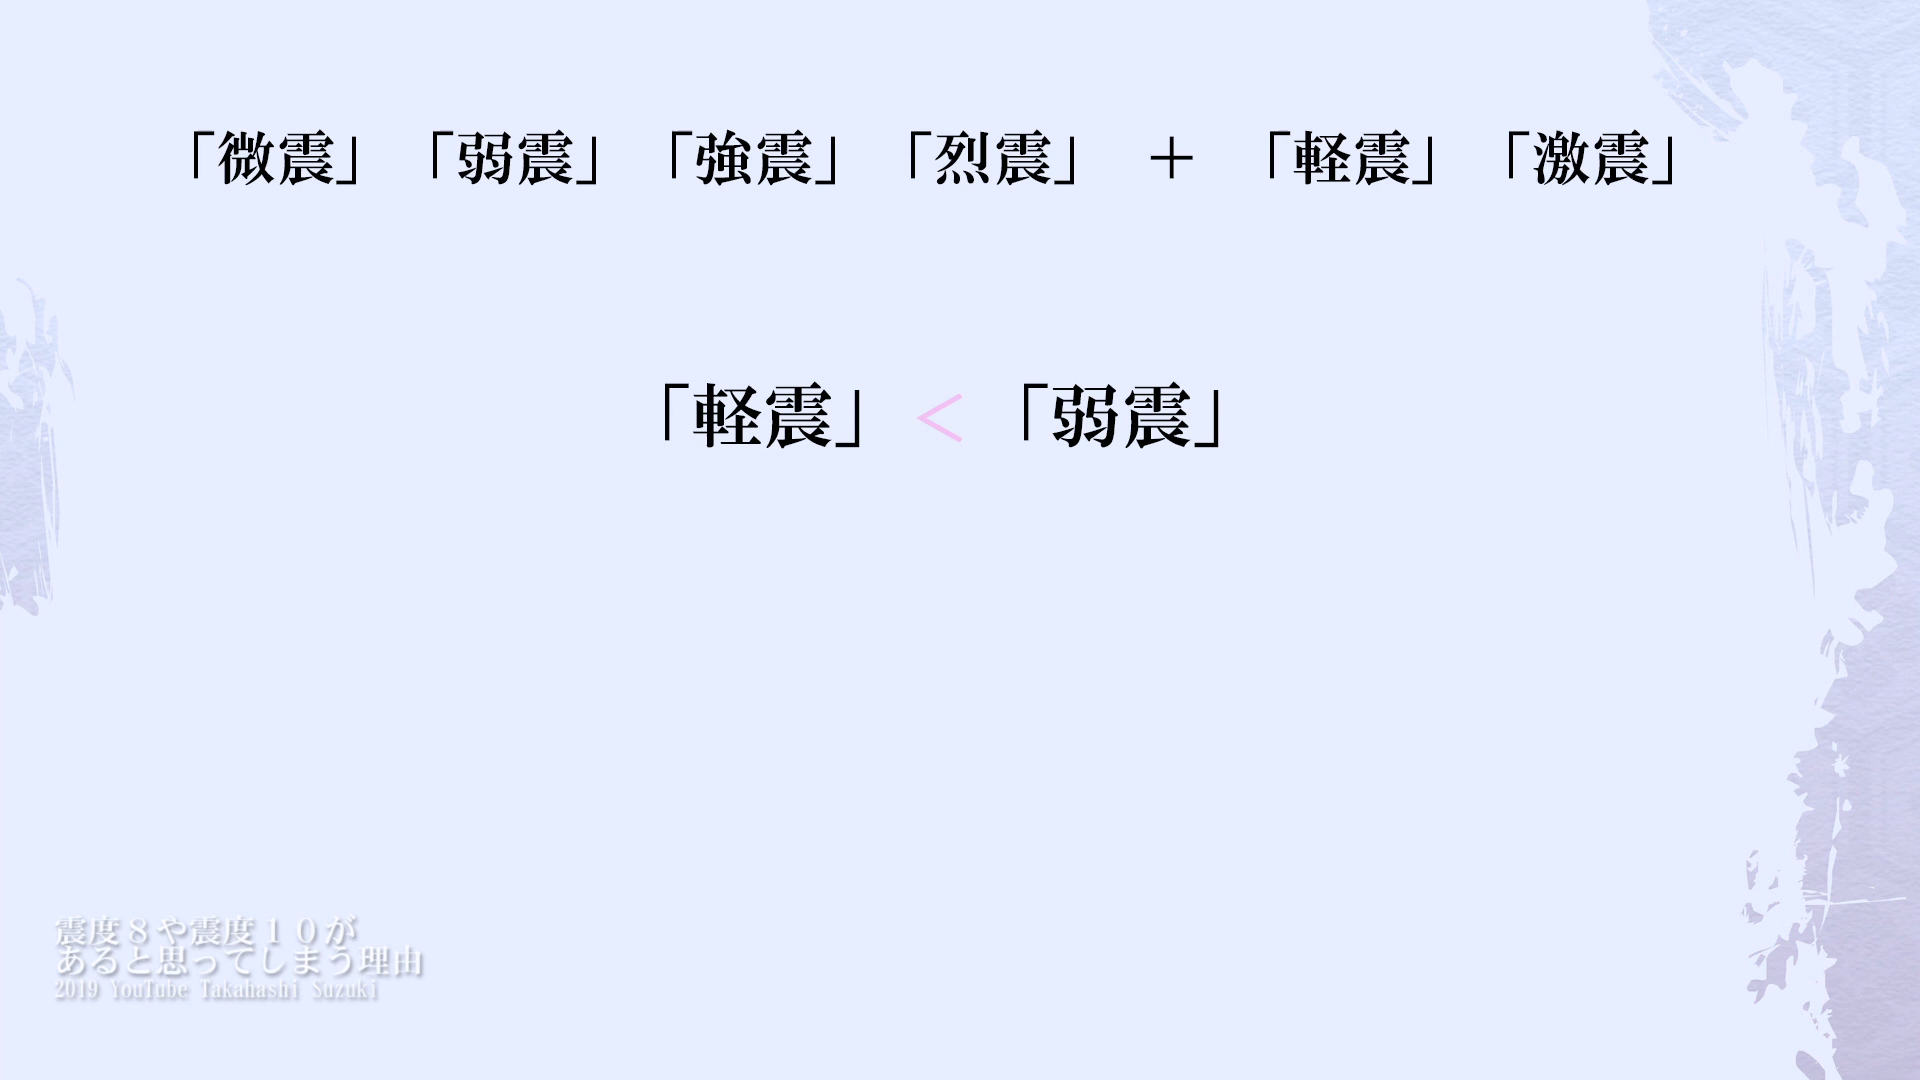 「微震」「弱震」「強震」「烈震」 ＋ 「軽震」「激震」
「軽震」＜「弱震」
震度８や震度１０が
あると思ってしまう理由
2019 YouTube Takahashi Suzuki